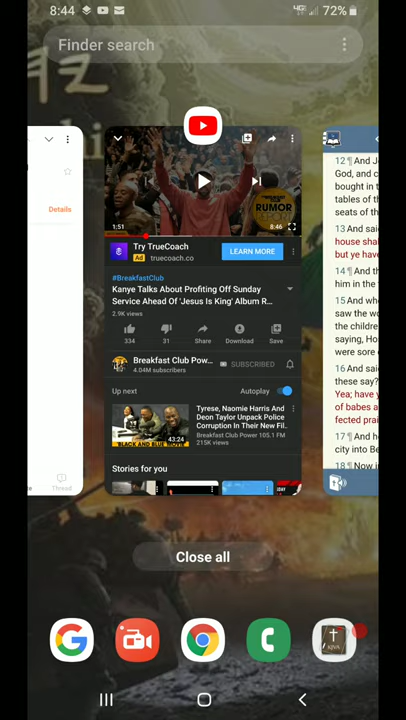 8:44
72%
Finder search
Details
Thread
RUMOR
REPORT
1:51
8:46
Try TrueCoach
Ad truecoach.co
LEARN MORE
#BreakfastClub
Kanye Talks About Profiting Off Sunday
Service Ahead Of 'Jesus Is King' Album R...
2.9K views
334
31
Share
Download
Save
Breakfast Club Pow...
4.04M subscribers
SUBSCRIBED
Up next
Autoplay
43:24
BLACK AND BLUE MOVIE
Tyrese, Naomie Harris And
Deon Taylor Unpack Police
Corruption In Their New Fil..
Breakfast Club Power 105.1 FM
215K views
Stories for you
12 ¶ And J
God, and c
bought in t
tables of t
seats of th
13 And sai
house sha
but ye hav
14 ¶ And th
him in the
15 And wh
saw the wo
the childre
saying, Ho
were sore
16 And sai
these say?
Yea; have y
of babes a
fected prai
17 ¶ And h
city into Be
18 ¶ Now i
Close all
KJVA